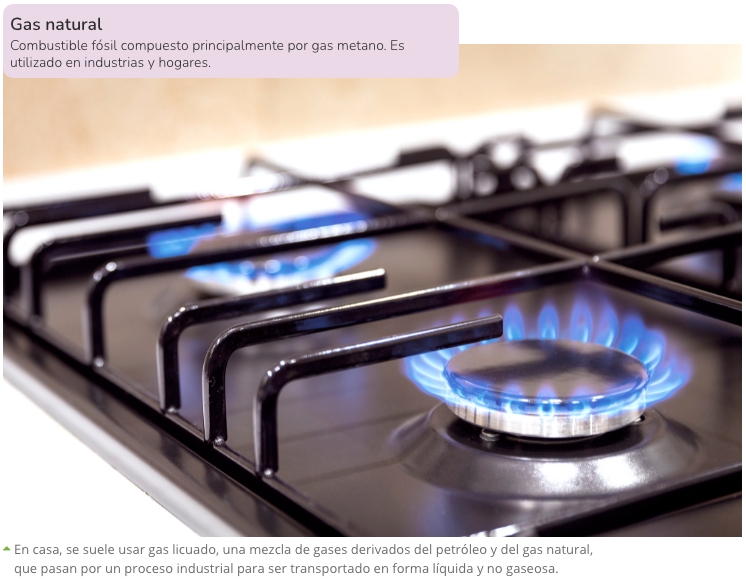 Gas natural
Combustible fósil compuesto principalmente por gas metano. Es
utilizado en industrias y hogares.
En casa, se suele usar gas licuado, una mezcla de gases derivados del petróleo y del gas natural,
que pasan por un proceso industrial para ser transportado en forma líquida y no gaseosa.